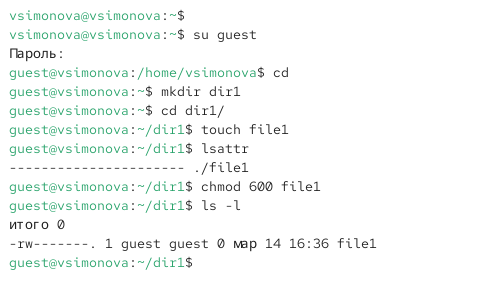 vsimonova@vsimonova:~$
vsimonova@vsimonova:~$ su guest
Пароль:
guest@vsimonova:/home/vsimonova$ cd
guest@vsimonova:~$ mkdir dir1
guest@vsimonova:~$ cd dir1/
guest@vsimonova:~/dir1$ touch file1
guest@vsimonova:~/dir1$ lsattr
---------------------- ./file1
guest@vsimonova:~/dir1$ chmod 600 file1
guest@vsimonova:~/dir1$ ls -l
итого 0
-rw-------. 1 guest guest 0 мар 14 16:36 file1
guest@vsimonova:~/dir1$